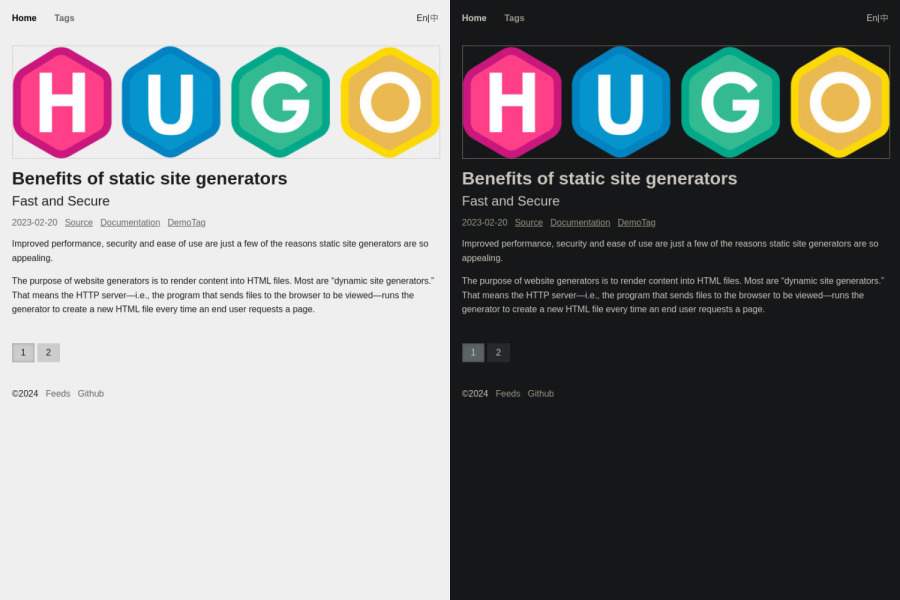 Home Tags En|中
HUGO
Benefits of static site generators
Fast and Secure
2023-02-20 Source Documentation DemoTag
Improved performance, security and ease of use are just a few of the reasons static site generators are so
appealing.
The purpose of website generators is to render content into HTML files. Most are “dynamic site generators.”
That means the HTTP server—i.e., the program that sends files to the browser to be viewed—runs the
generator to create a new HTML file every time an end user requests a page.
1 2
©2024 Feeds Github
Home Tags En|中
HUGO
Benefits of static site generators
Fast and Secure
2023-02-20 Source Documentation DemoTag
Improved performance, security and ease of use are just a few of the reasons static site generators are so
appealing.
The purpose of website generators is to render content into HTML files. Most are “dynamic site generators.”
That means the HTTP server—i.e., the program that sends files to the browser to be viewed—runs the
generator to create a new HTML file every time an end user requests a page.
1 2
©2024 Feeds Github